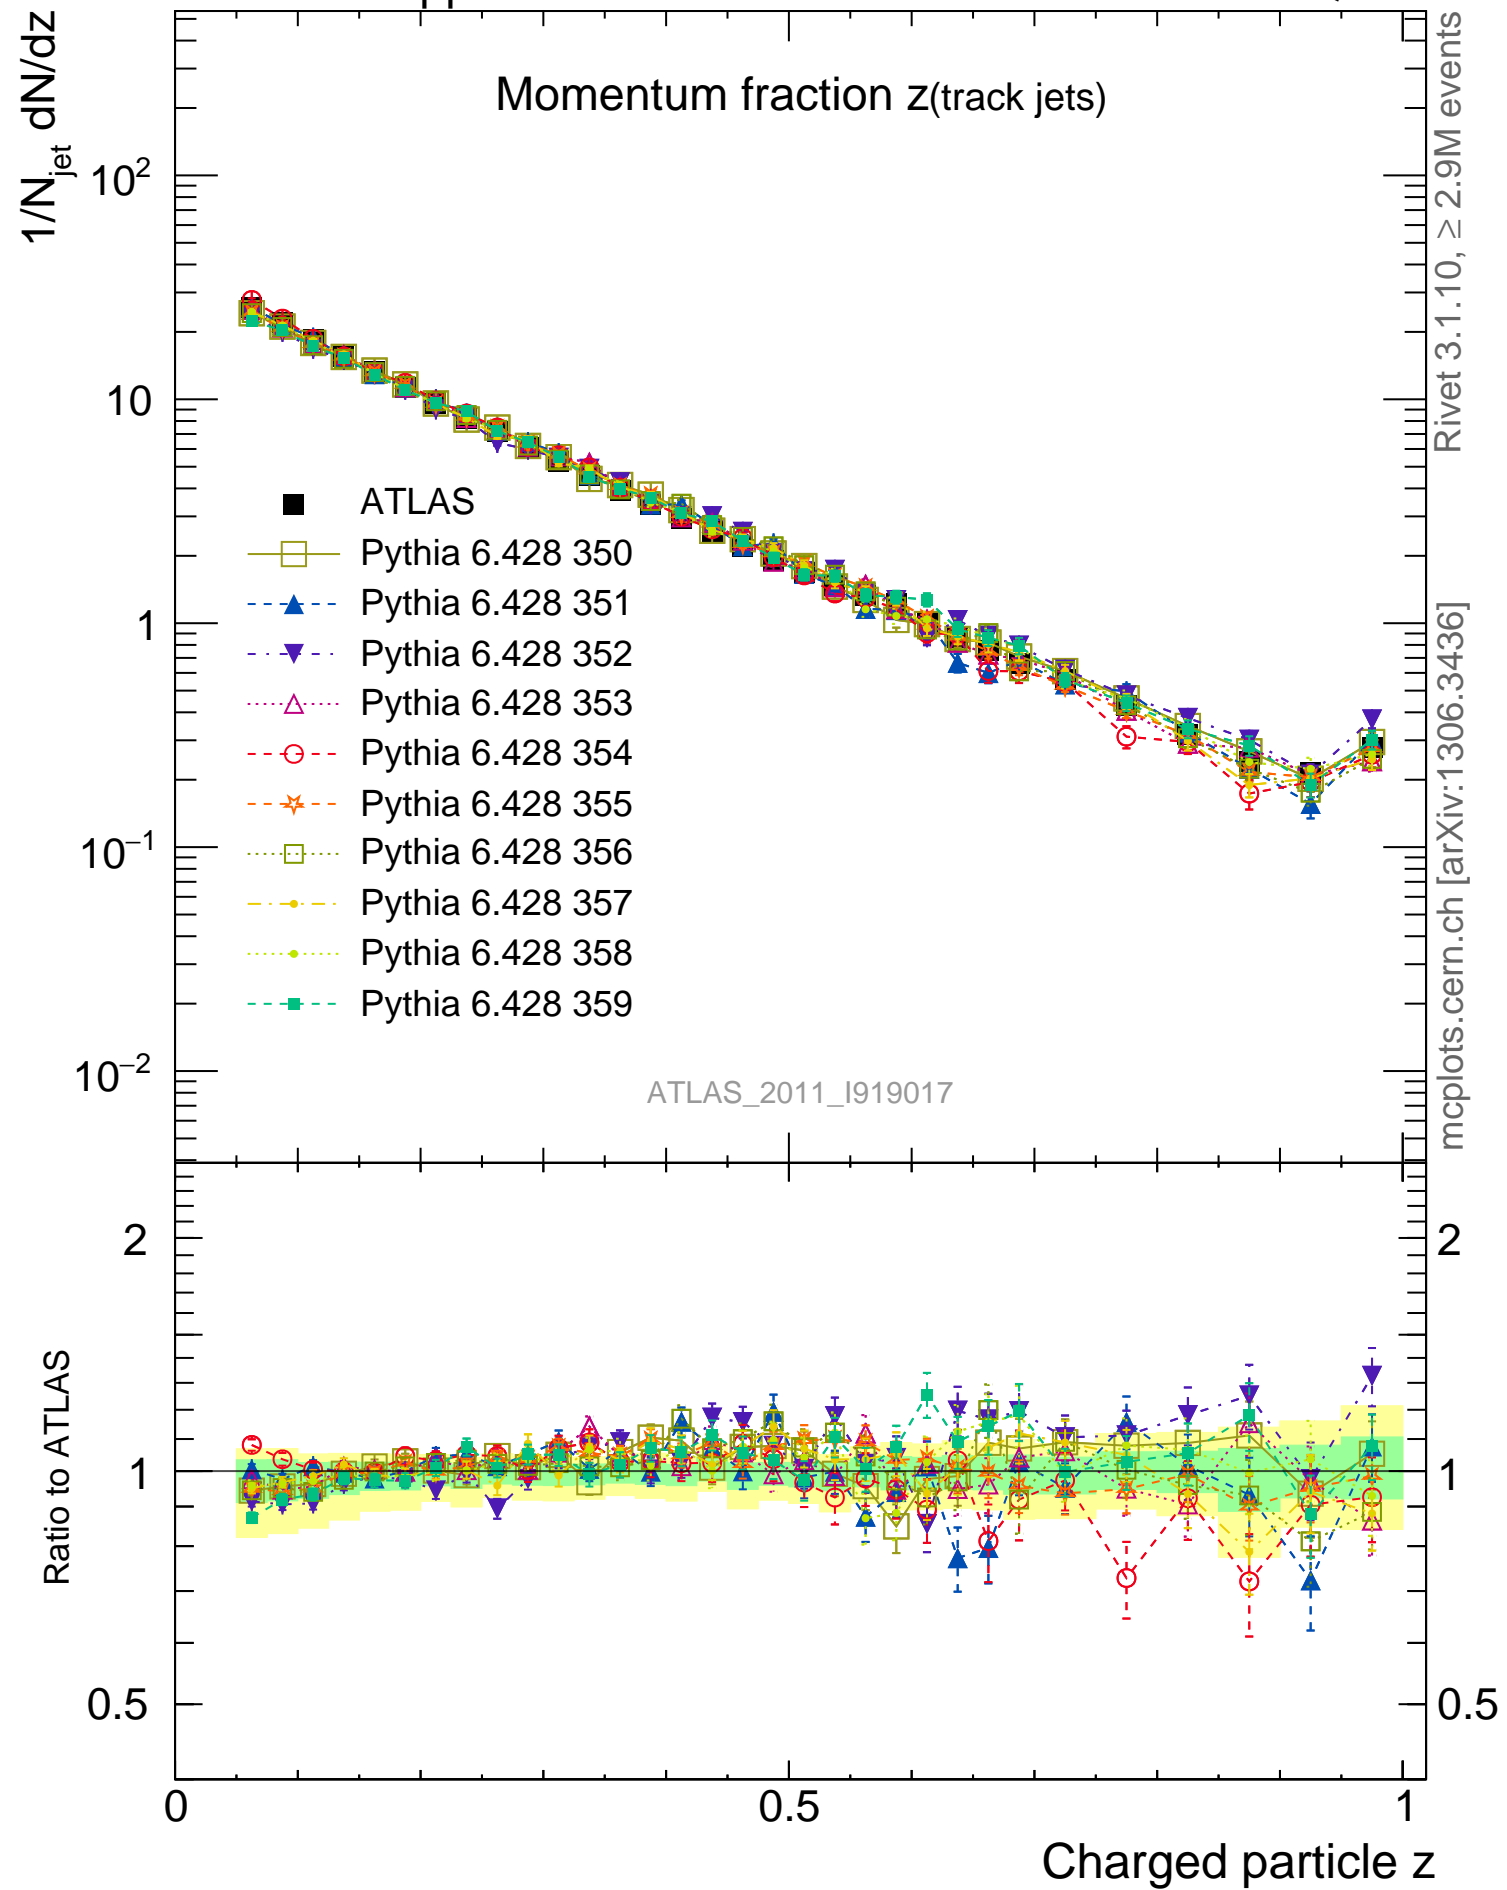 Momentum fraction z(track jets)
1/N_jet dN/dz
10²
10
1
10⁻¹
10⁻²
ATLAS
Pythia 6.428 350
Pythia 6.428 351
Pythia 6.428 352
Pythia 6.428 353
Pythia 6.428 354
Pythia 6.428 355
Pythia 6.428 356
Pythia 6.428 357
Pythia 6.428 358
Pythia 6.428 359
ATLAS_2011_I919017
Rivet 3.1.10, ≥ 2.9M events
mcplots.cern.ch [arXiv:1306.3436]
Ratio to ATLAS
2
1
0.5
2
1
0.5
0
0.5
1
Charged particle z